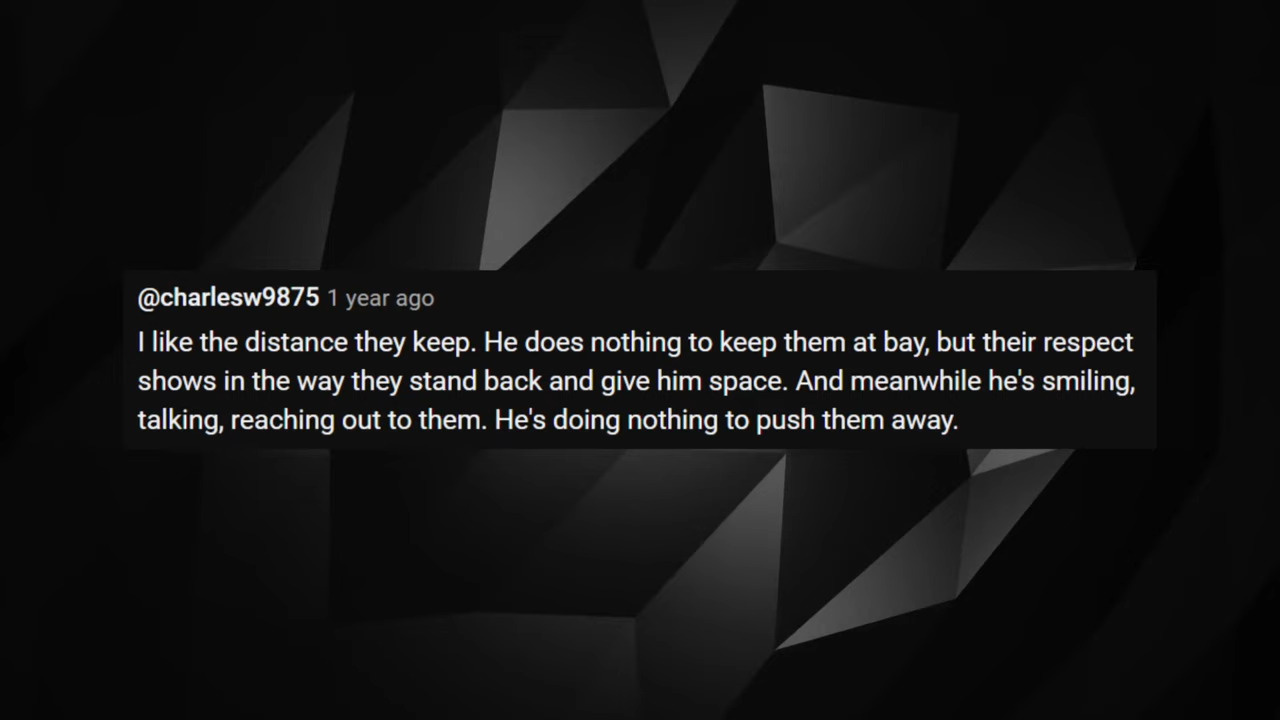 @charlesw9875 1 year ago
I like the distance they keep. He does nothing to keep them at bay, but their respect
shows in the way they stand back and give him space. And meanwhile he's smiling,
talking, reaching out to them. He's doing nothing to push them away.